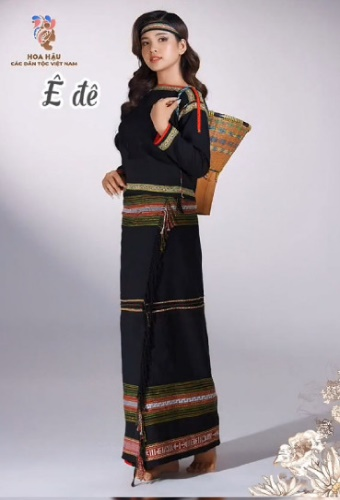 HOA HẬU
CÁC DÂN TỘC VIỆT NAM
Ê đê